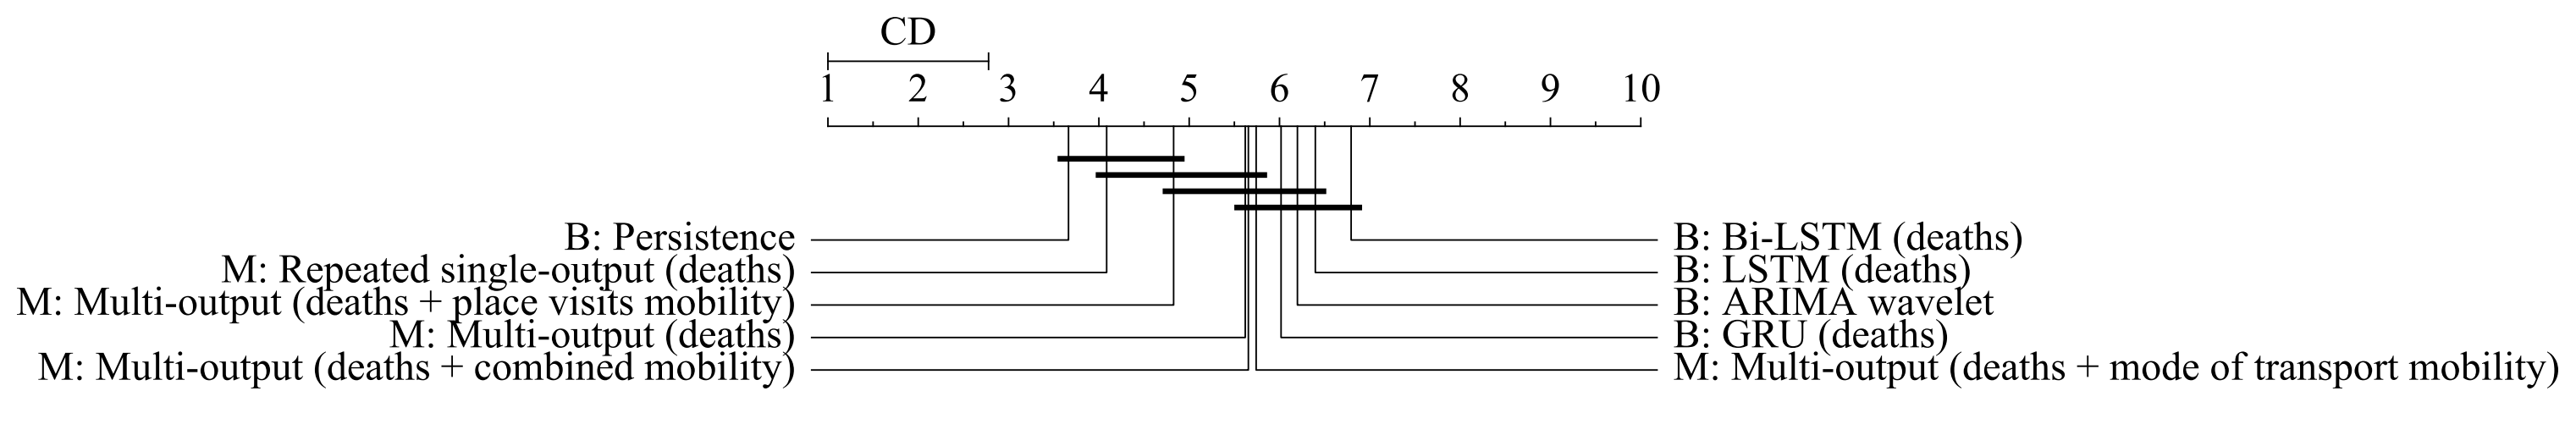 CD
1 2 3 4 5 6 7 8 9 10
B: Persistence
M: Repeated single-output (deaths)
M: Multi-output (deaths + place visits mobility)
M: Multi-output (deaths)
M: Multi-output (deaths + combined mobility)
B: Bi-LSTM (deaths)
B: LSTM (deaths)
B: ARIMA wavelet
B: GRU (deaths)
M: Multi-output (deaths + mode of transport mobility)